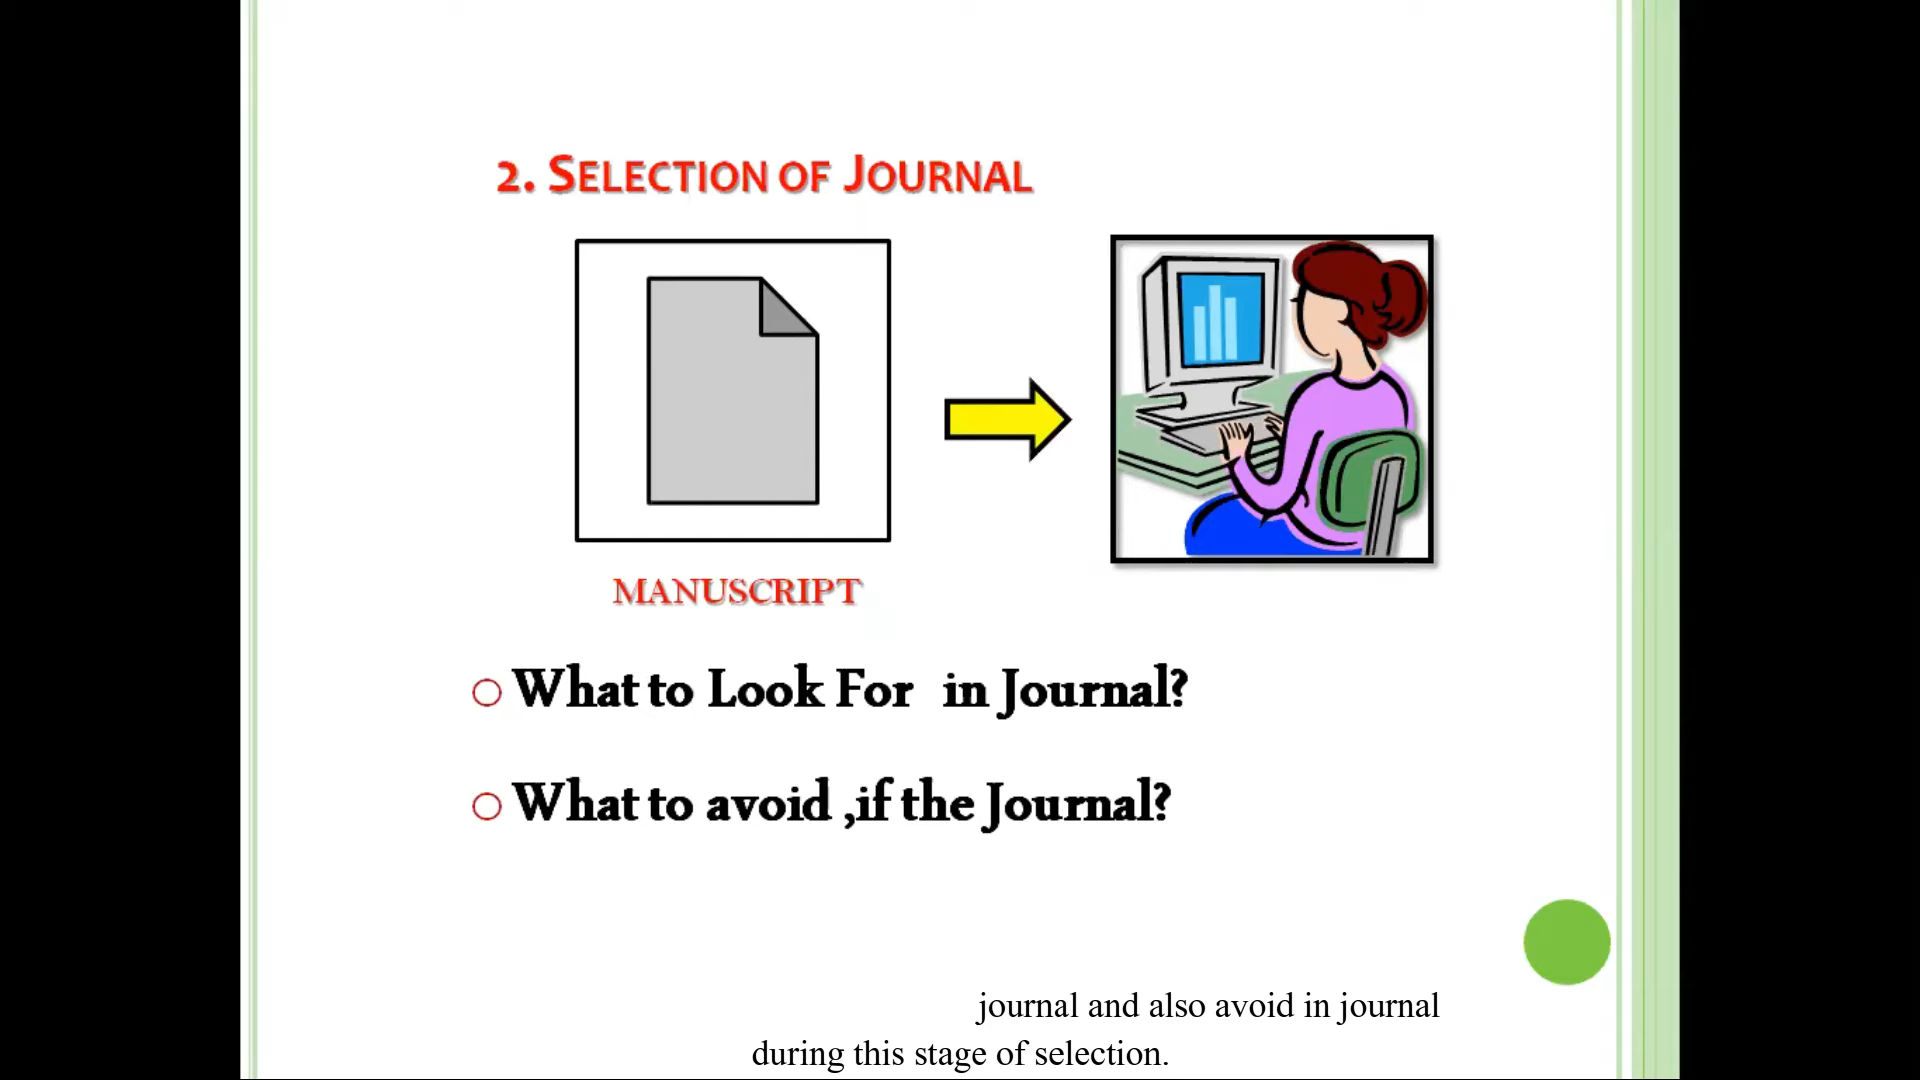 2. SELECTION OF JOURNAL
MANUSCRIPT
What to Look For in Journal?
What to avoid ,if the Journal?
journal and also avoid in journal
during this stage of selection.